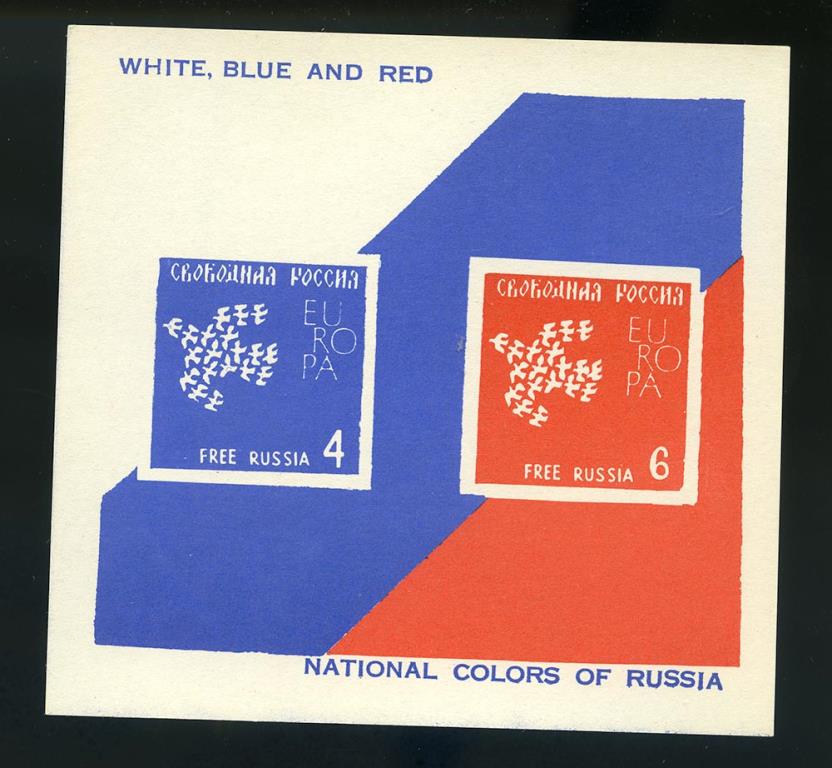 WHITE, BLUE AND RED
СВОБОДНАЯ РОССИЯ
EU
RO
PA
FREE RUSSIA 4
СВОБОДНАЯ РОССИЯ
EU
RO
PA
FREE RUSSIA 6
NATIONAL COLORS OF RUSSIA